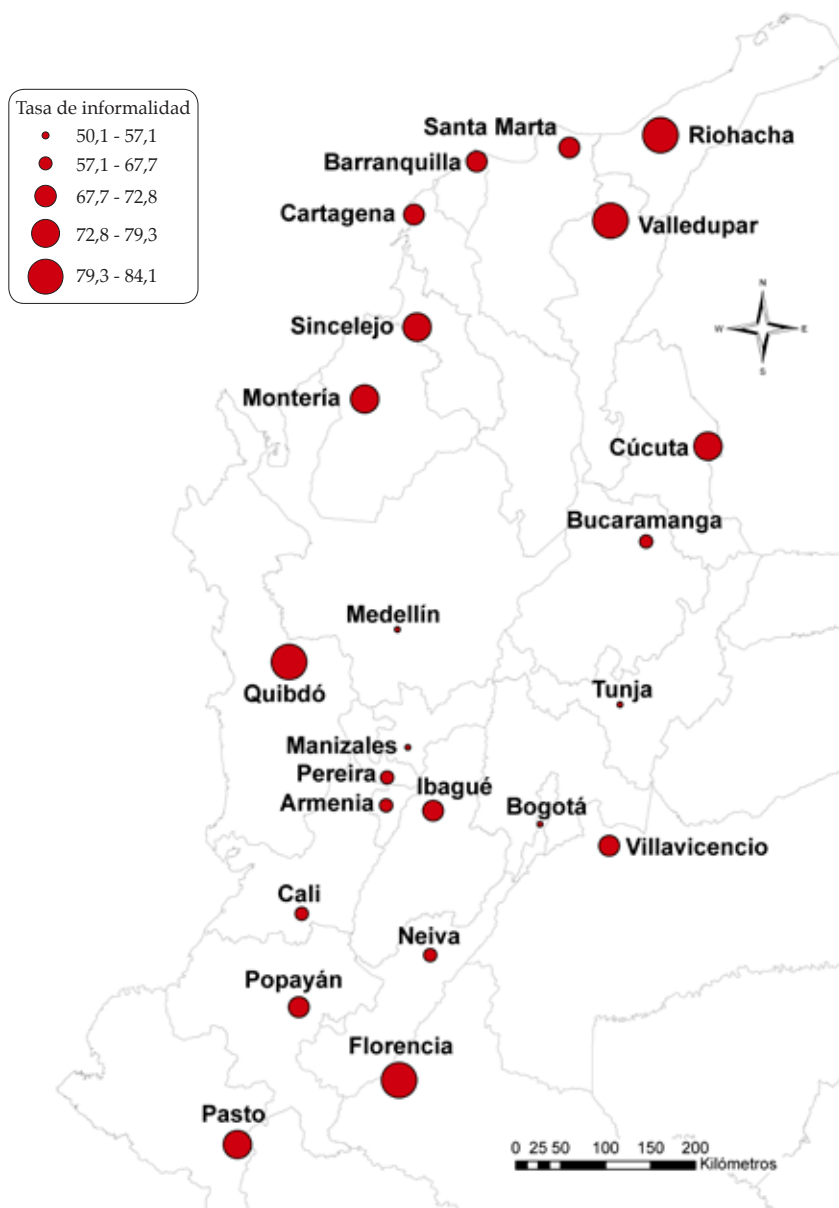 Tasa de informalidad
50,1 - 57,1
57,1 - 67,7
67,7 - 72,8
72,8 - 79,3
79,3 - 84,1
Santa Marta
Riohacha
Barranquilla
Cartagena
Valledupar
N
W E
S
Sincelejo
Montería
Cúcuta
Bucaramanga
Medellín
Quibdó
Tunja
Manizales
Pereira
Ibagué
Armenia
Bogotá
Villavicencio
Cali
Neiva
Popayán
Florencia
Pasto
0 25 50 100 150 200
Kilómetros